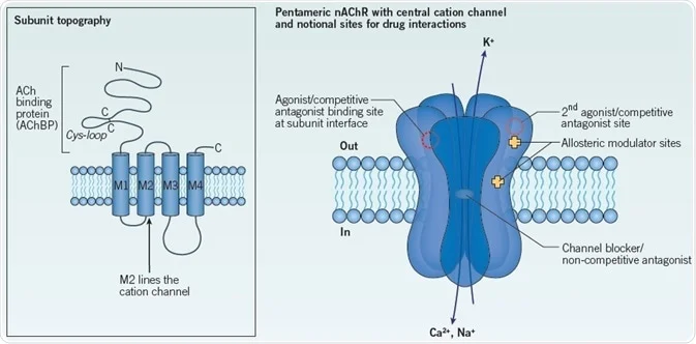 Subunit topography
N
ACh
binding
protein
(AChBP)
C
C
Cys-loop
C
M1 M2 M3 M4
M2 lines the
cation channel
Pentameric nAChR with central cation channel
and notional sites for drug interactions
K⁺
Agonist/competitive
antagonist binding site
at subunit interface
2nd agonist/competitive
antagonist site
Allosteric modulator sites
Out
In
Channel blocker/
non-competitive antagonist
Ca²⁺, Na⁺